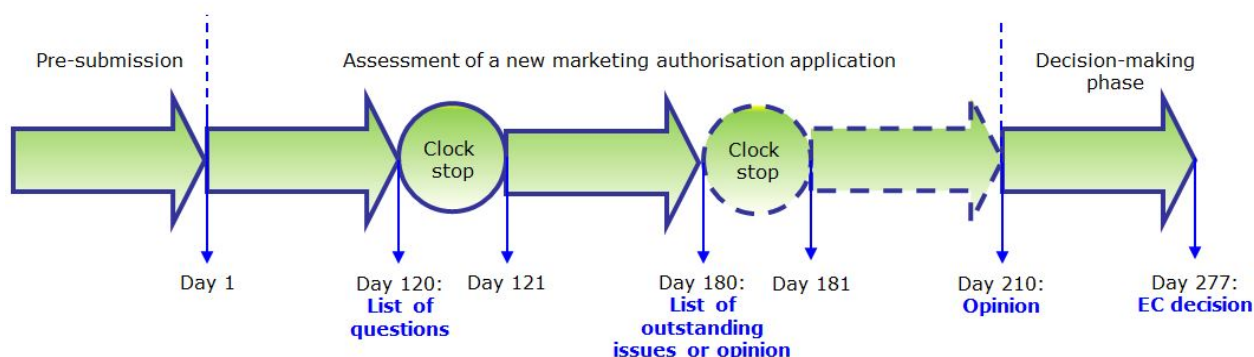 Pre-submission
Assessment of a new marketing authorisation application
Decision-making
phase
Clock
stop
Clock
stop
Day 1
Day 120:
List of
questions
Day 121
Day 180:
List of
outstanding
issues or opinion
Day 181
Day 210:
Opinion
Day 277:
EC decision